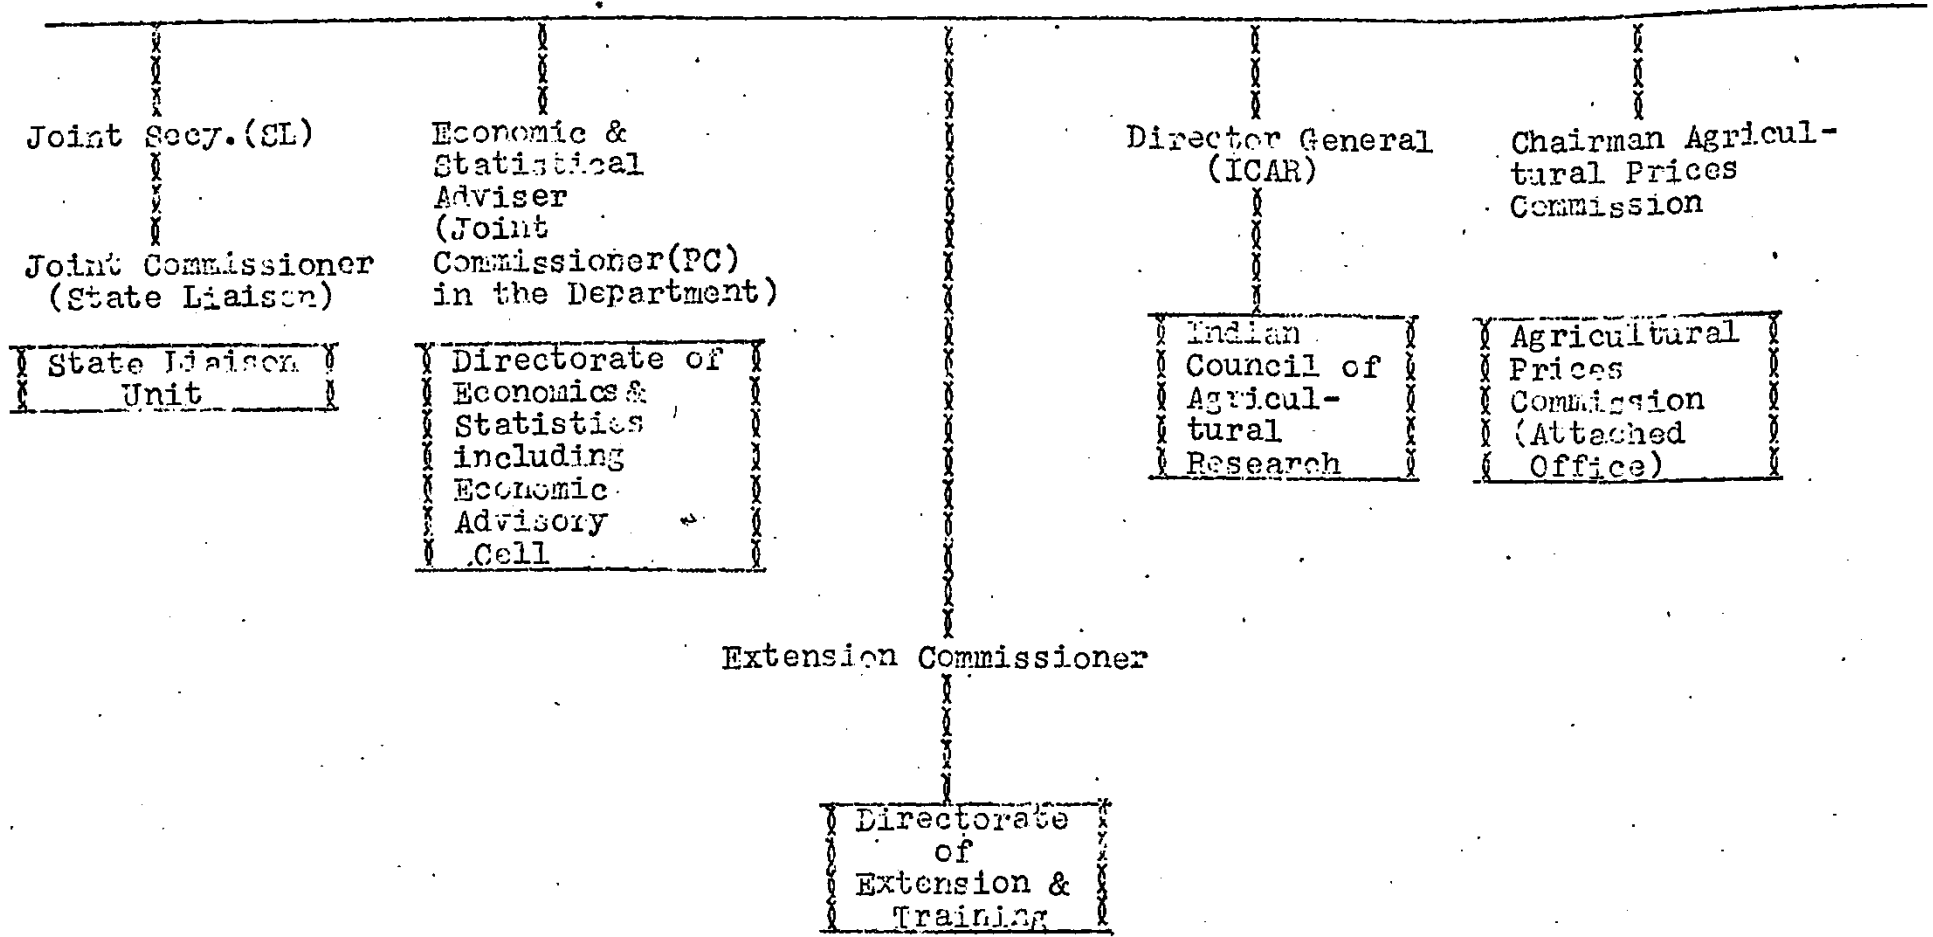 Joint Secy.(SL)
Joint Commissioner
(State Liaison)
State Liaison
Unit
Economic &
Statistical
Adviser
(Joint
Commissioner(PC)
in the Department)
Directorate of
Economics &
Statistics
including
Economic
Advisory
Cell
Extension Commissioner
Directorate
of
Extension &
Training
Director General
(ICAR)
Indian
Council of
Agricul-
tural
Research
Chairman Agricul-
tural Prices
Commission
Agricultural
Prices
Commission
(Attached
Office)